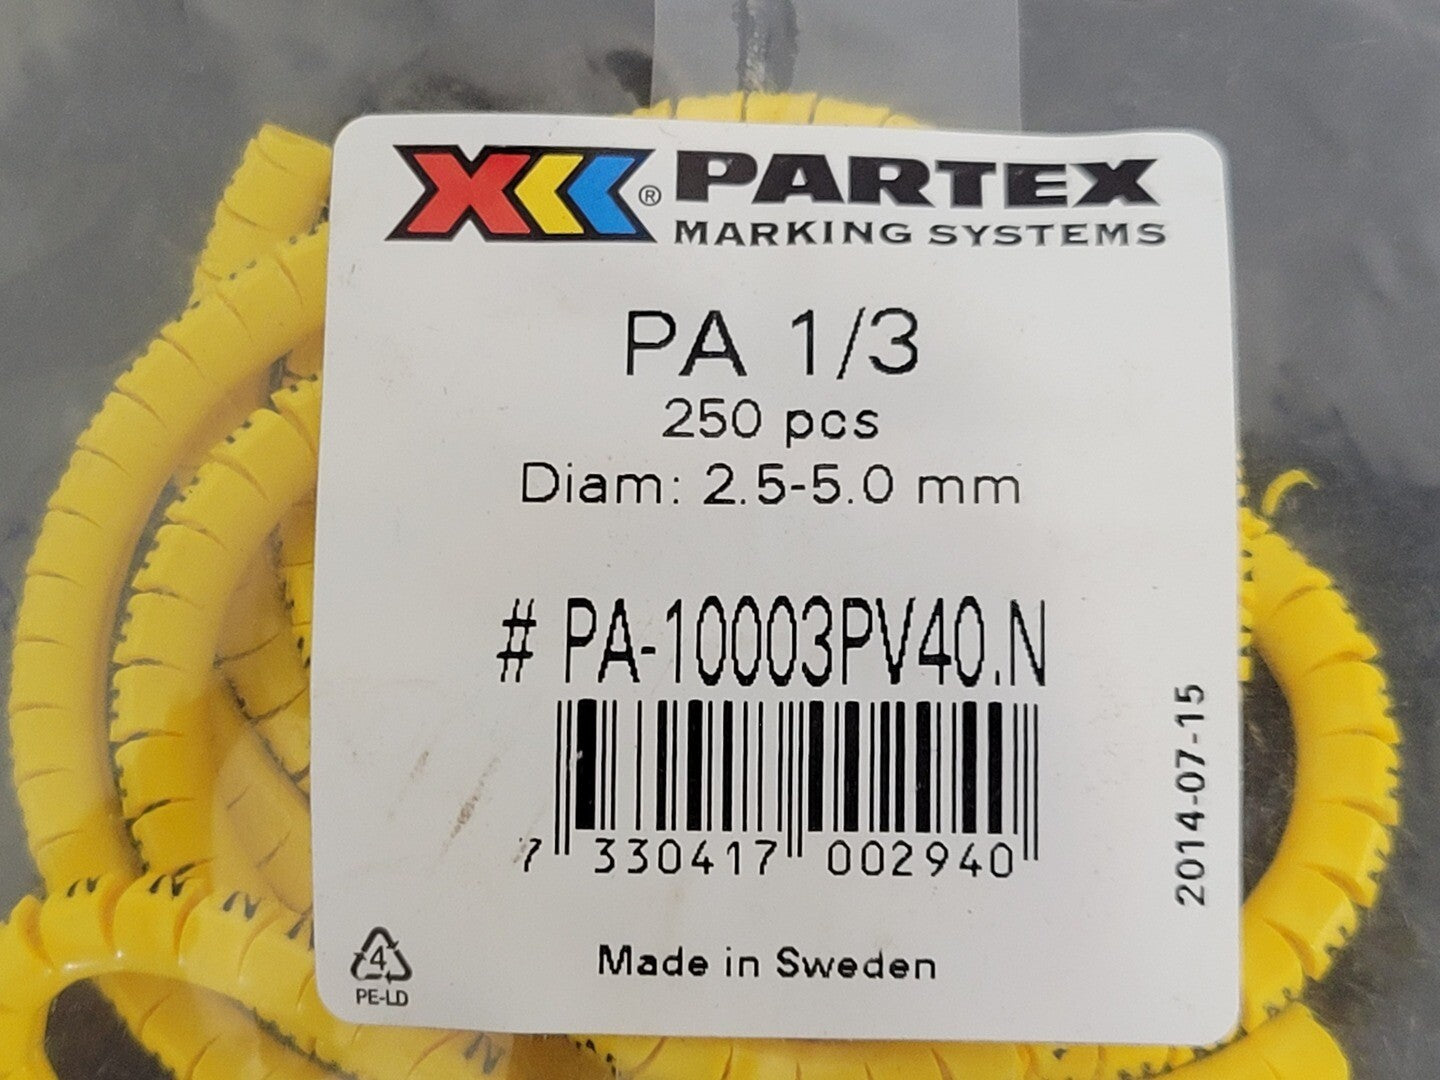 ® PARTEX
MARKING SYSTEMS
PA 1/3
250 pcs
Diam: 2.5-5.0 mm
# PA-10003PV40.N
7 330417 002940
2014-07-15
Made in Sweden
4
PE-LD